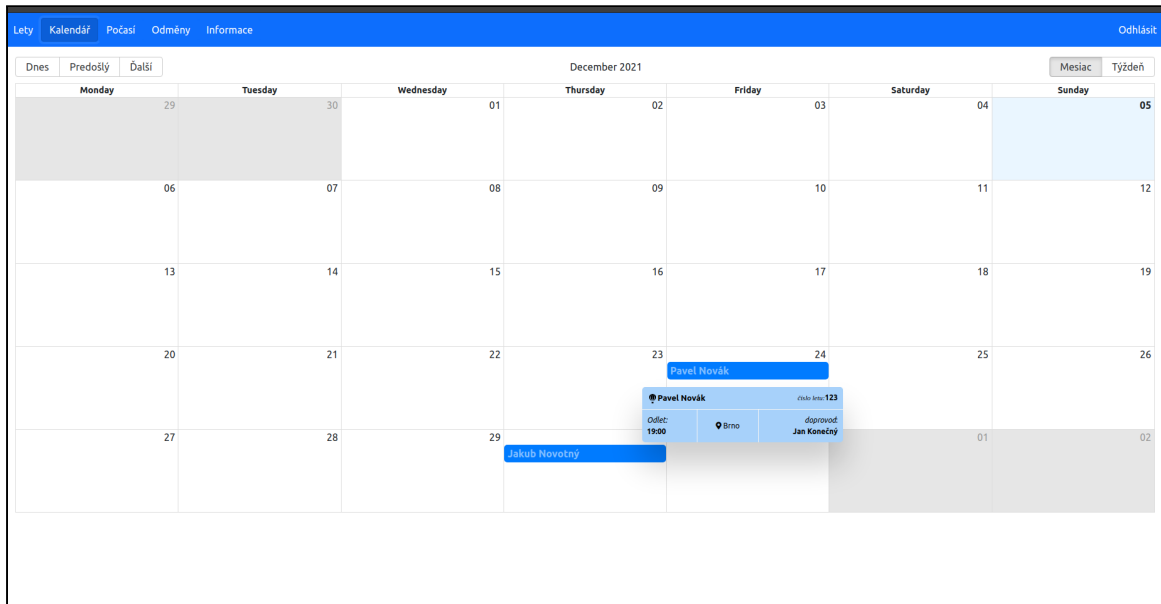 Lety Kalendář Počasí Odměny Informace Odhlásit
Dnes Predošlý Ďalší December 2021 Mesiac Týždeň
Monday Tuesday Wednesday Thursday Friday Saturday Sunday
29 30 01 02 03 04 05
06 07 08 09 10 11 12
13 14 15 16 17 18 19
20 21 22 23 24 25 26
Pavel Novák
Pavel Novák číslo letu: 123
Odlet: doprovod:
19:00 Brno Jan Konečný
27 28 29 01 02
Jakub Novotný